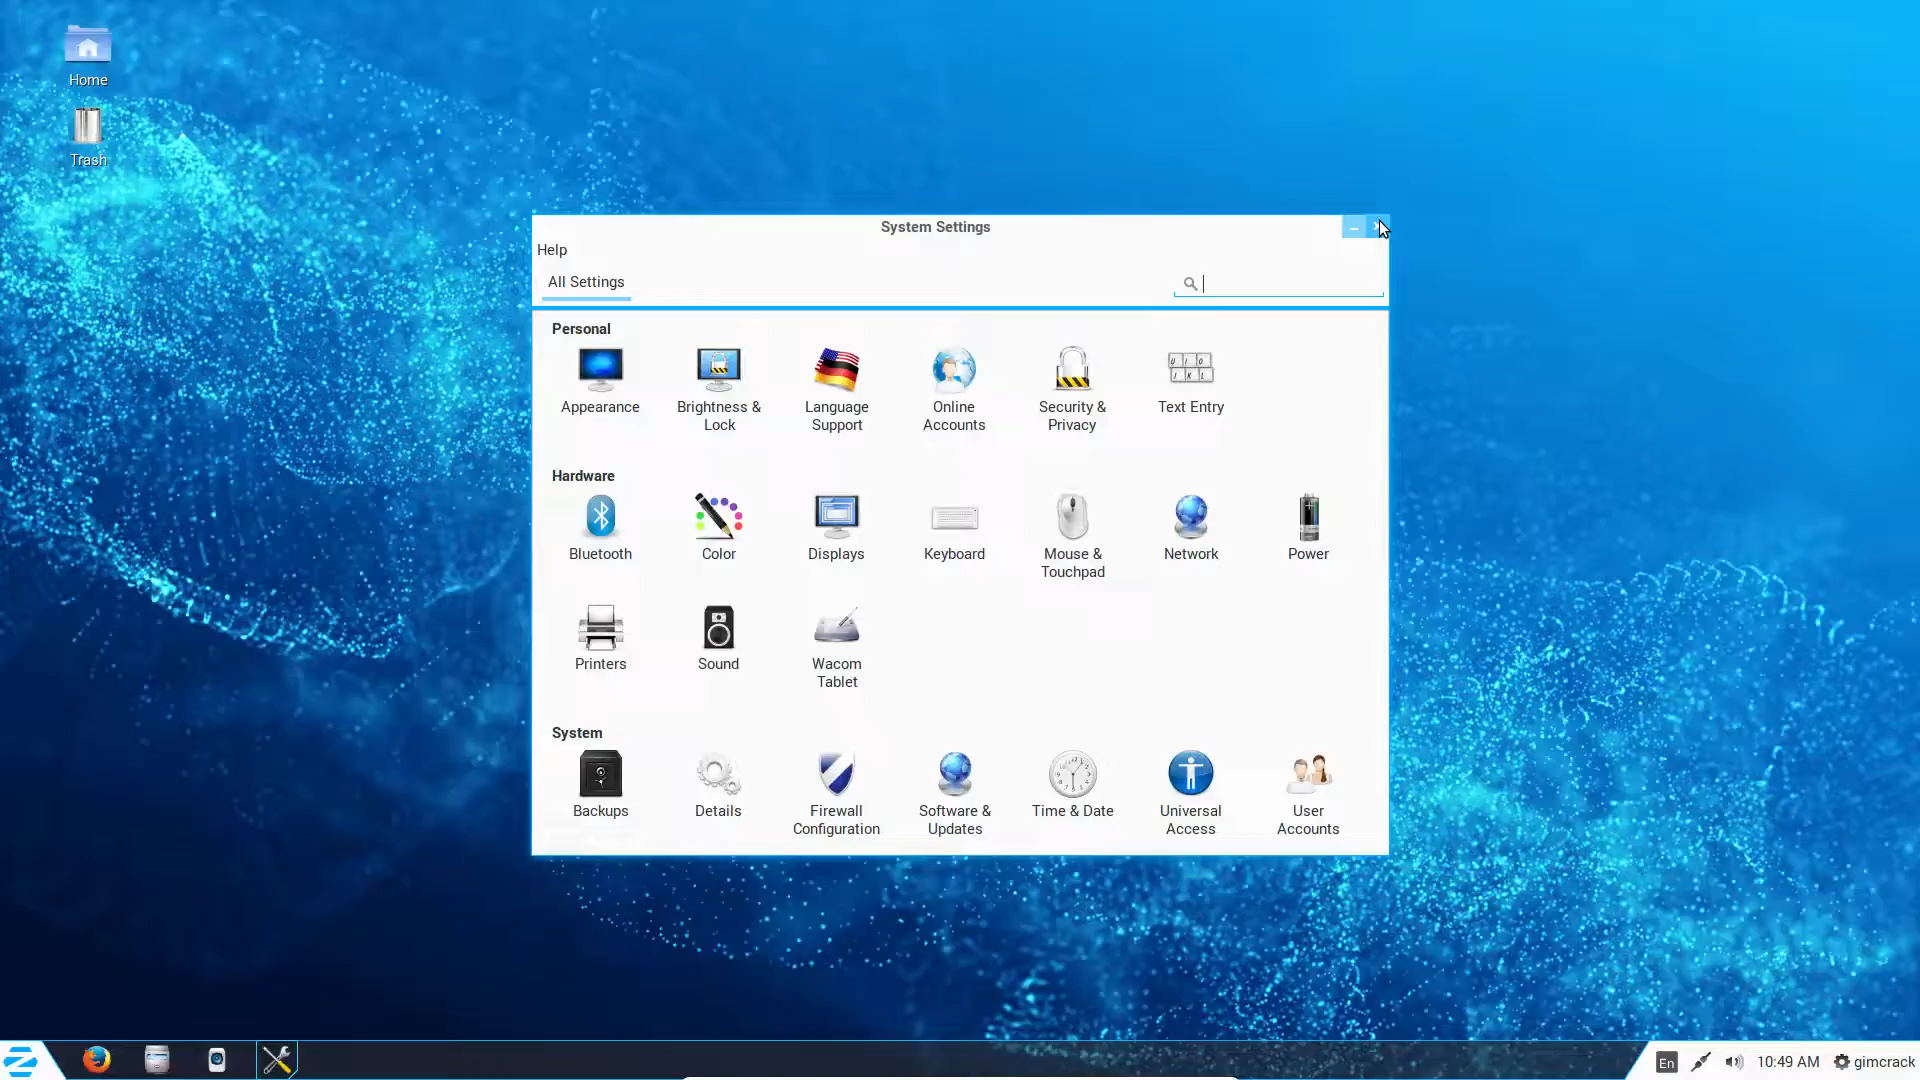 Home
Trash
System Settings
Help
All Settings
Personal
Appearance
Brightness &
Lock
Language
Support
Online
Accounts
Security &
Privacy
Text Entry
Hardware
Bluetooth
Color
Displays
Keyboard
Mouse &
Touchpad
Network
Power
Printers
Sound
Wacom
Tablet
System
Backups
Details
Firewall
Configuration
Software &
Updates
Time & Date
Universal
Access
User
Accounts
En
10:49 AM
gimcrack